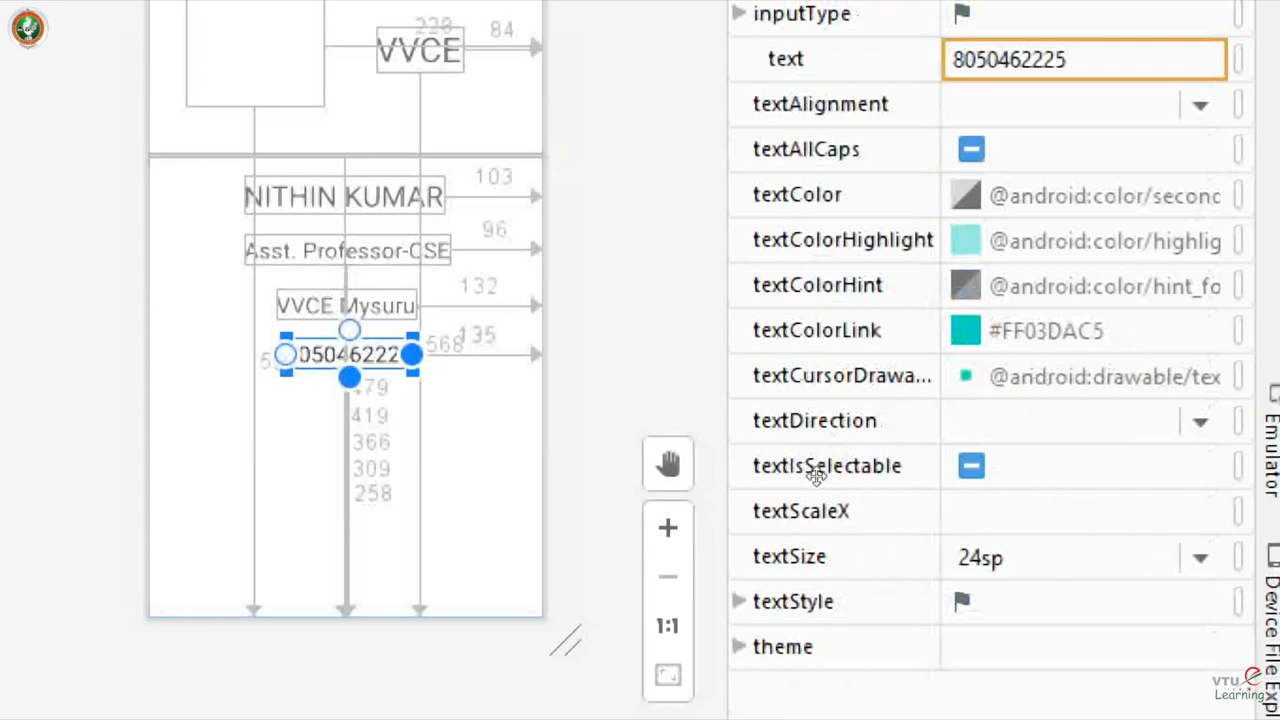 228
84
VVCE
NITHIN KUMAR
103
Asst. Professor-CSE
96
VVCE Mysuru
132
05046222
568
135
479
419
366
309
258
1:1
inputType
text 8050462225
textAlignment
textAllCaps
textColor @android:color/secon
textColorHighlight @android:color/highlig
textColorHint @android:color/hint_fo
textColorLink #FF03DAC5
textCursorDrawa... @android:drawable/tex
textDirection
textIsSelectable
textScaleX
textSize 24sp
textStyle
theme
Emulator
Device File Expl
VTU e
Learning